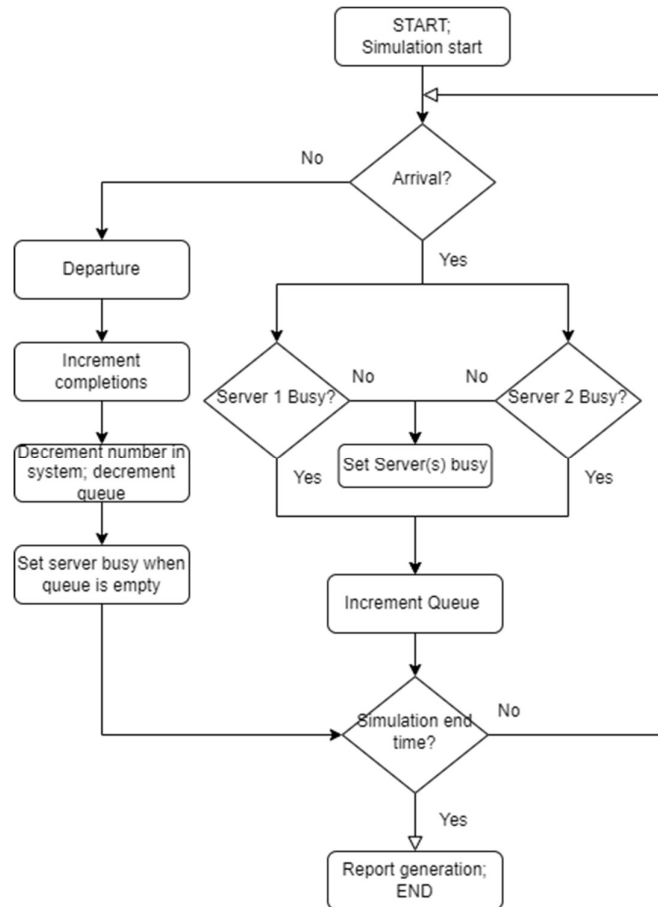 START;
Simulation start
No
Arrival?
Departure
Yes
Increment
completions
Server 1 Busy?
No
No
Server 2 Busy?
Decrement number in
system; decrement
queue
Yes
Set Server(s) busy
Yes
Set server busy when
queue is empty
Increment Queue
Simulation end
time?
No
Yes
Report generation;
END